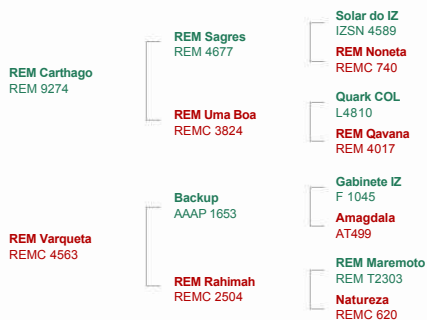 Solar do IZ
IZSN 4589
REM Sagres
REM 4677
REM Noneta
REMC 740
REM Carthago
REM 9274
Quark COL
L4810
REM Uma Boa
REMC 3824
REM Qavana
REM 4017
Gabinete IZ
F 1045
Backup
AAAP 1653
Amagdala
AT499
REM Varqueta
REMC 4563
REM Maremoto
REM T2303
REM Rahimah
REMC 2504
Natureza
REMC 620